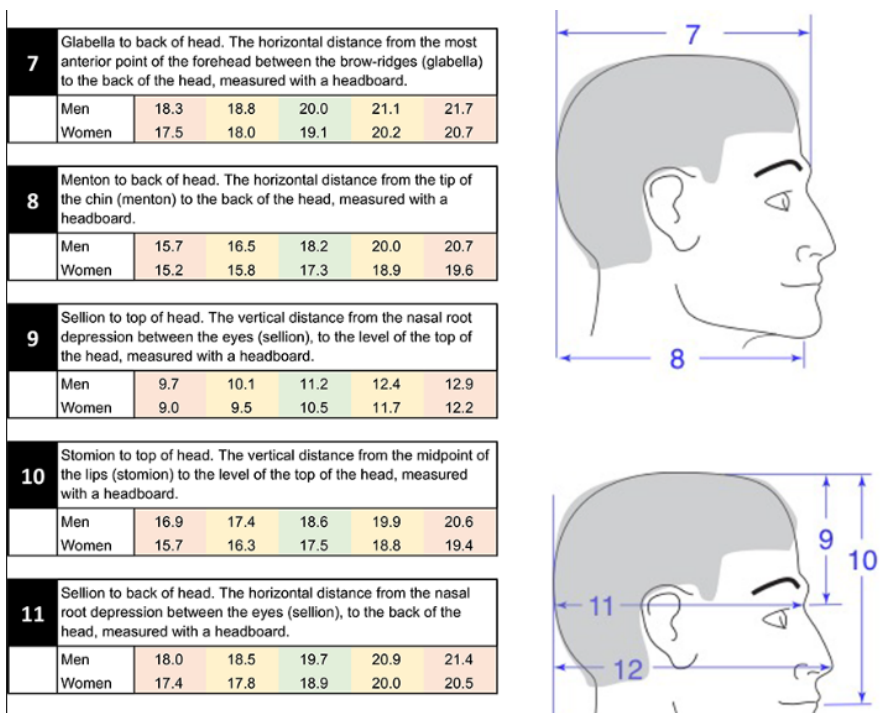 7
Glabella to back of head. The horizontal distance from the most
anterior point of the forehead between the brow-ridges (glabella)
to the back of the head, measured with a headboard.
Men 18.3 18.8 20.0 21.1 21.7
Women 17.5 18.0 19.1 20.2 20.7
8
Menton to back of head. The horizontal distance from the tip of
the chin (menton) to the back of the head, measured with a
headboard.
Men 15.7 16.5 18.2 20.0 20.7
Women 15.2 15.8 17.3 18.9 19.6
9
Sellion to top of head. The vertical distance from the nasal root
depression between the eyes (sellion), to the level of the top of
the head, measured with a headboard.
Men 9.7 10.1 11.2 12.4 12.9
Women 9.0 9.5 10.5 11.7 12.2
10
Stomion to top of head. The vertical distance from the midpoint of
the lips (stomion) to the level of the top of the head, measured
with a headboard.
Men 16.9 17.4 18.6 19.9 20.6
Women 15.7 16.3 17.5 18.8 19.4
11
Sellion to back of head. The horizontal distance from the nasal
root depression between the eyes (sellion), to the back of the
head, measured with a headboard.
Men 18.0 18.5 19.7 20.9 21.4
Women 17.4 17.8 18.9 20.0 20.5
7
8
9
10
11
12